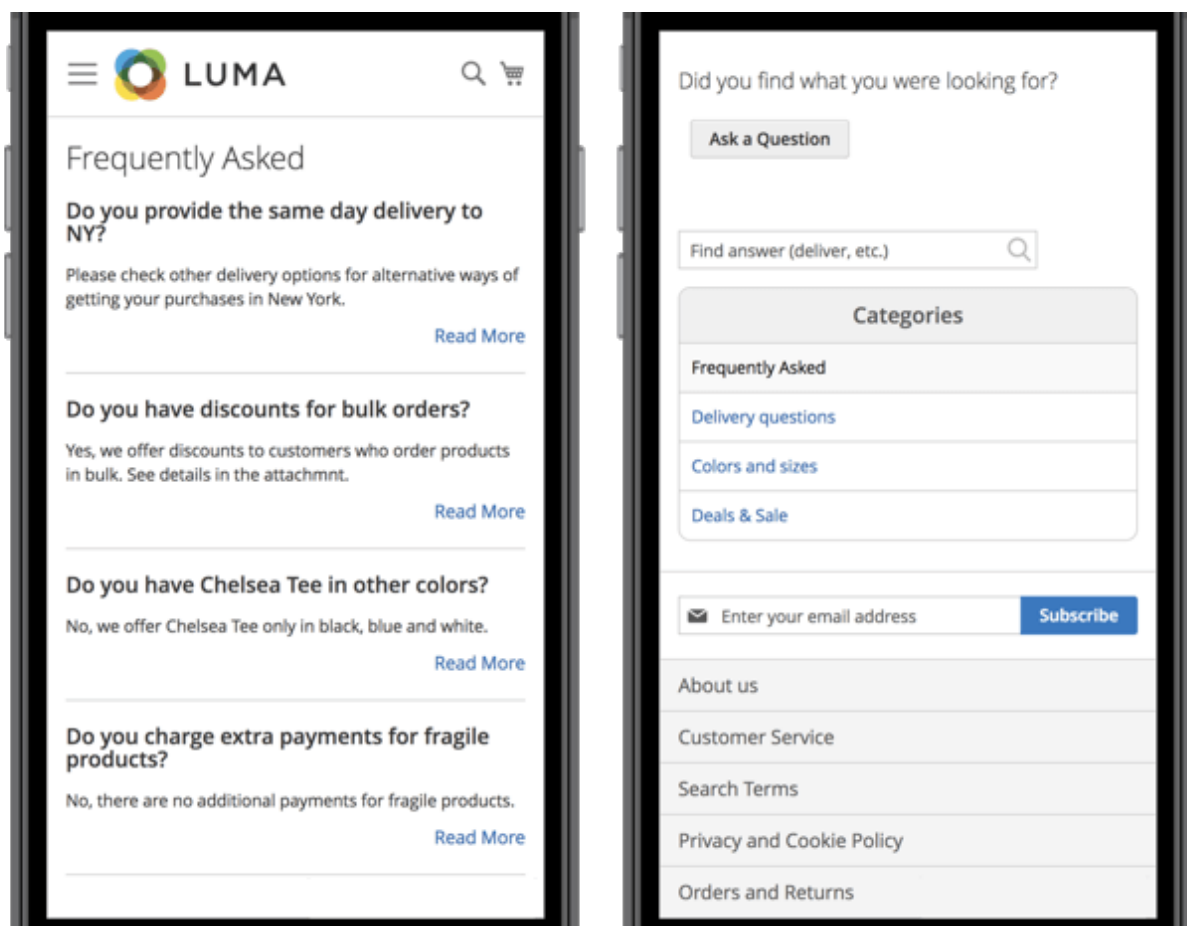 LUMA
Frequently Asked
Do you provide the same day delivery to
NY?
Please check other delivery options for alternative ways of
getting your purchases in New York.
Read More
Do you have discounts for bulk orders?
Yes, we offer discounts to customers who order products
in bulk. See details in the attachmnt.
Read More
Do you have Chelsea Tee in other colors?
No, we offer Chelsea Tee only in black, blue and white.
Read More
Do you charge extra payments for fragile
products?
No, there are no additional payments for fragile products.
Read More
Did you find what you were looking for?
Ask a Question
Find answer (deliver, etc.)
Categories
Frequently Asked
Delivery questions
Colors and sizes
Deals & Sale
Enter your email address
Subscribe
About us
Customer Service
Search Terms
Privacy and Cookie Policy
Orders and Returns